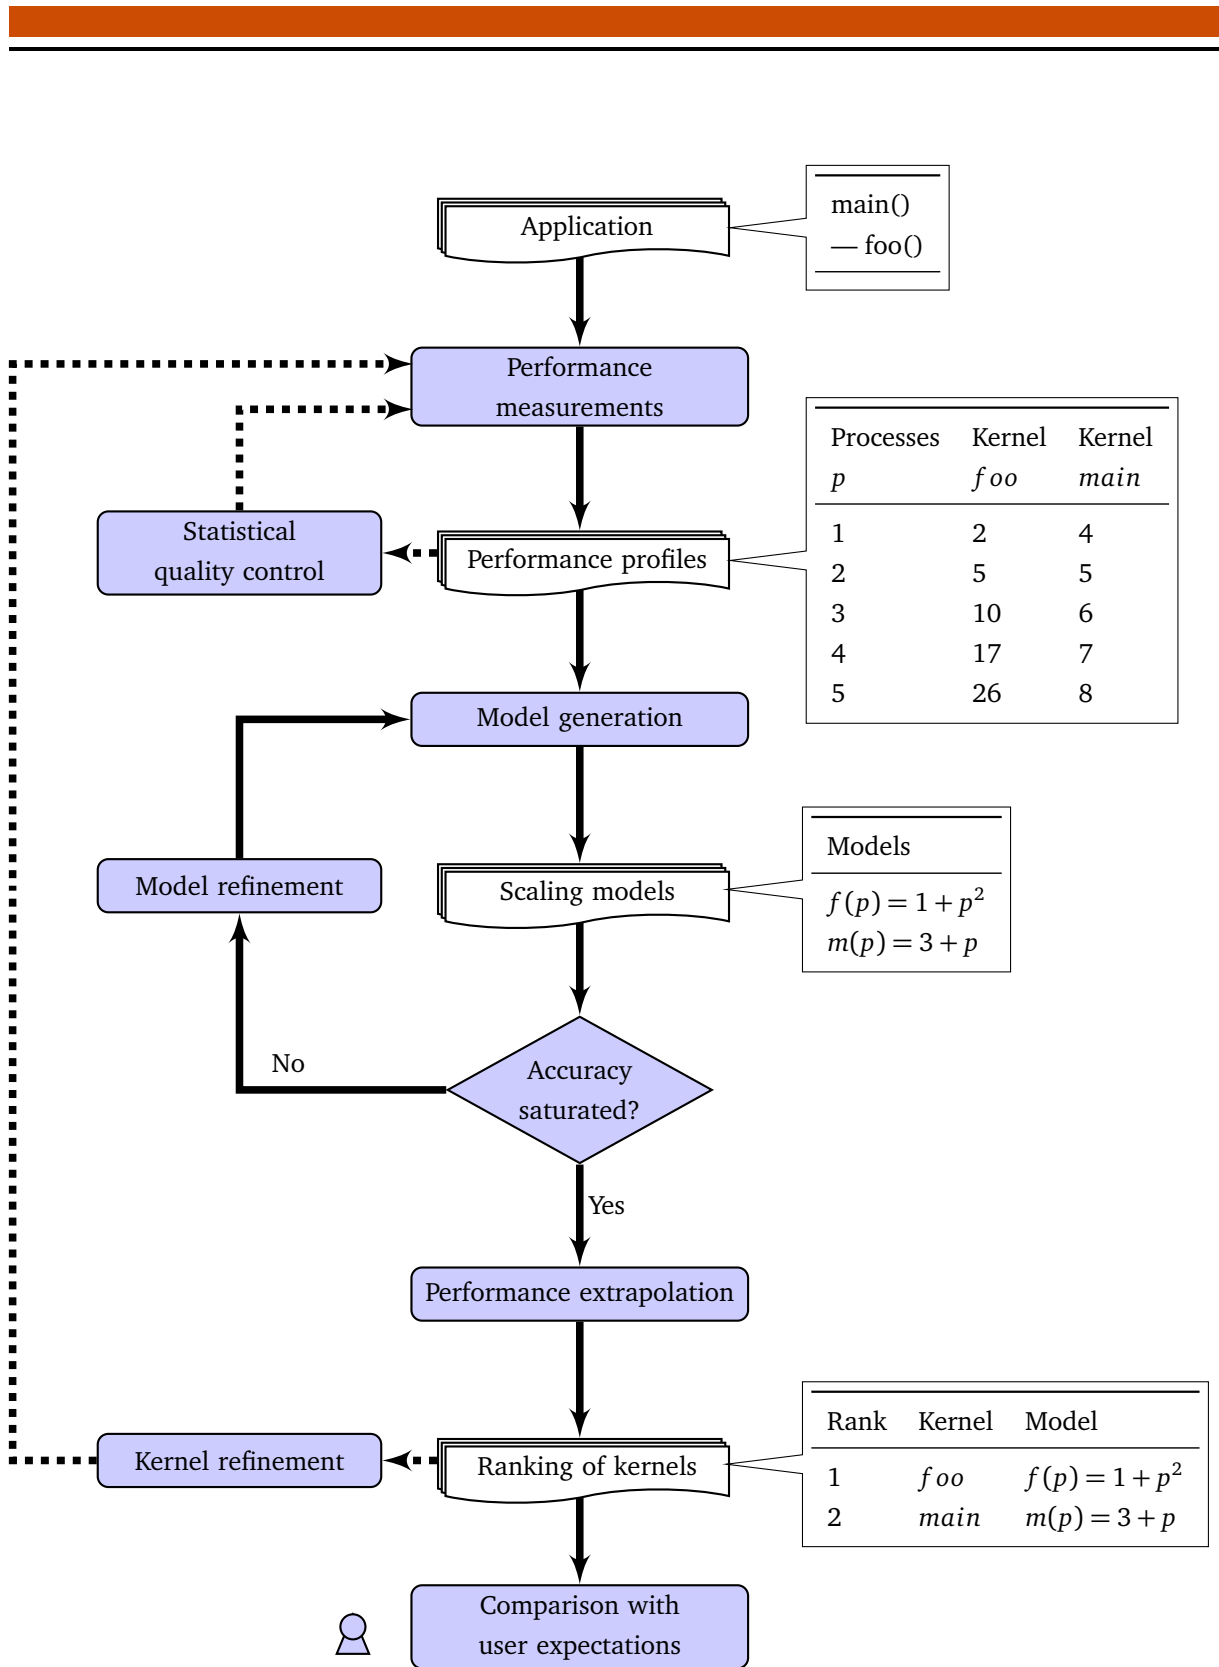 Application
main()
— foo()
Performance
measurements
Processes Kernel Kernel
p foo main
1 2 4
2 5 5
3 10 6
4 17 7
5 26 8
Statistical
quality control
Performance profiles
Model generation
Models
f(p) = 1 + p²
m(p) = 3 + p
Model refinement
Scaling models
No
Accuracy
saturated?
Yes
Performance extrapolation
Rank Kernel Model
1 foo f(p) = 1 + p²
2 main m(p) = 3 + p
Kernel refinement
Ranking of kernels
Comparison with
user expectations